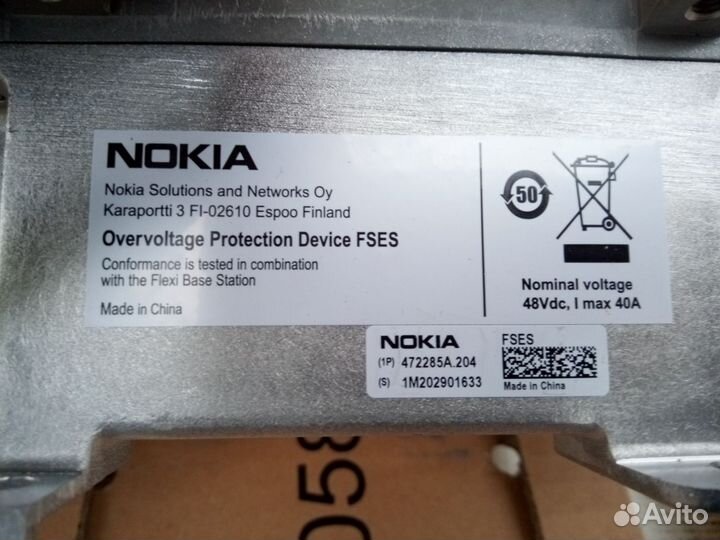 NOKIA
Nokia Solutions and Networks Oy
Karaportti 3 FI-02610 Espoo Finland
Overvoltage Protection Device FSES
Conformance is tested in combination
with the Flexi Base Station
Made in China
50
Nominal voltage
48Vdc, I max 40A
NOKIA
(1P) 472285A.204
(S) 1M202901633
FSES
Made in China
058
Avito